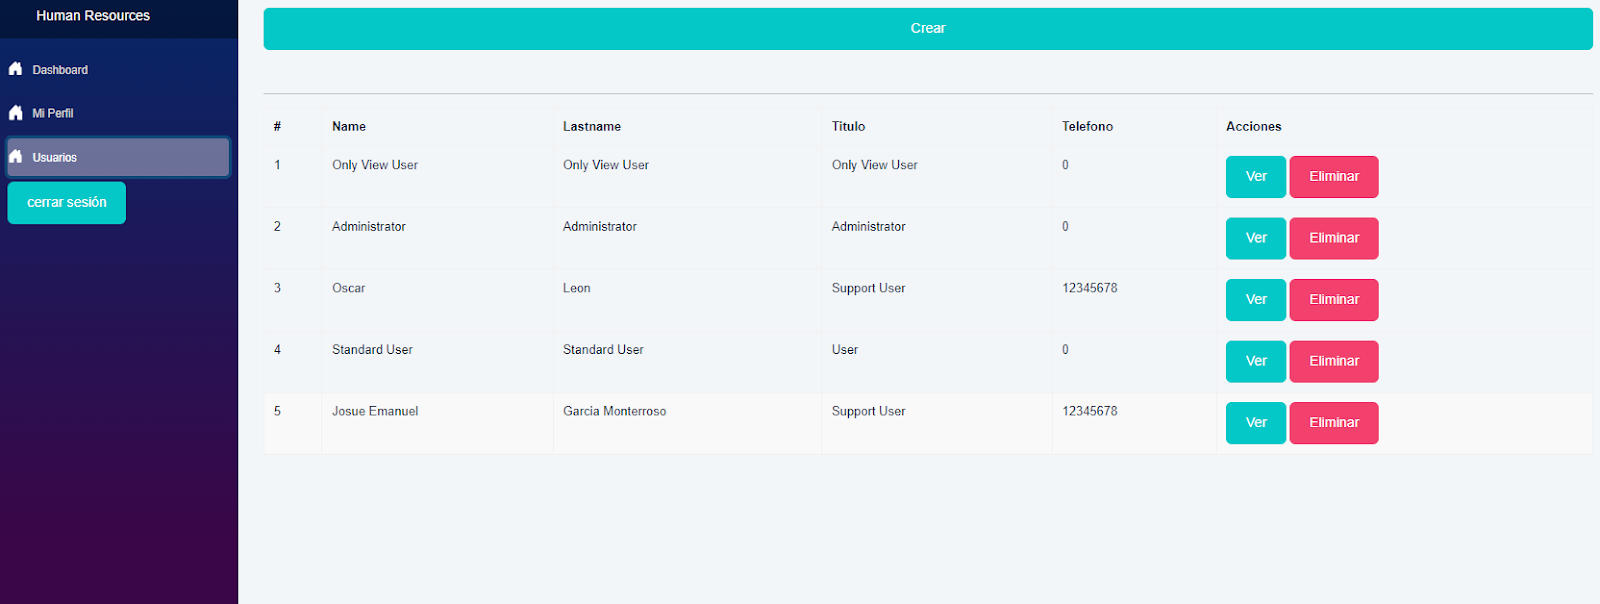 Human Resources
Dashboard
Mi Perfil
Usuarios
cerrar sesión
Crear
# Name Lastname Titulo Telefono Acciones
1 Only View User Only View User Only View User 0 Ver Eliminar
2 Administrator Administrator Administrator 0 Ver Eliminar
3 Oscar Leon Support User 12345678 Ver Eliminar
4 Standard User Standard User User 0 Ver Eliminar
5 Josue Emanuel Garcia Monterroso Support User 12345678 Ver Eliminar